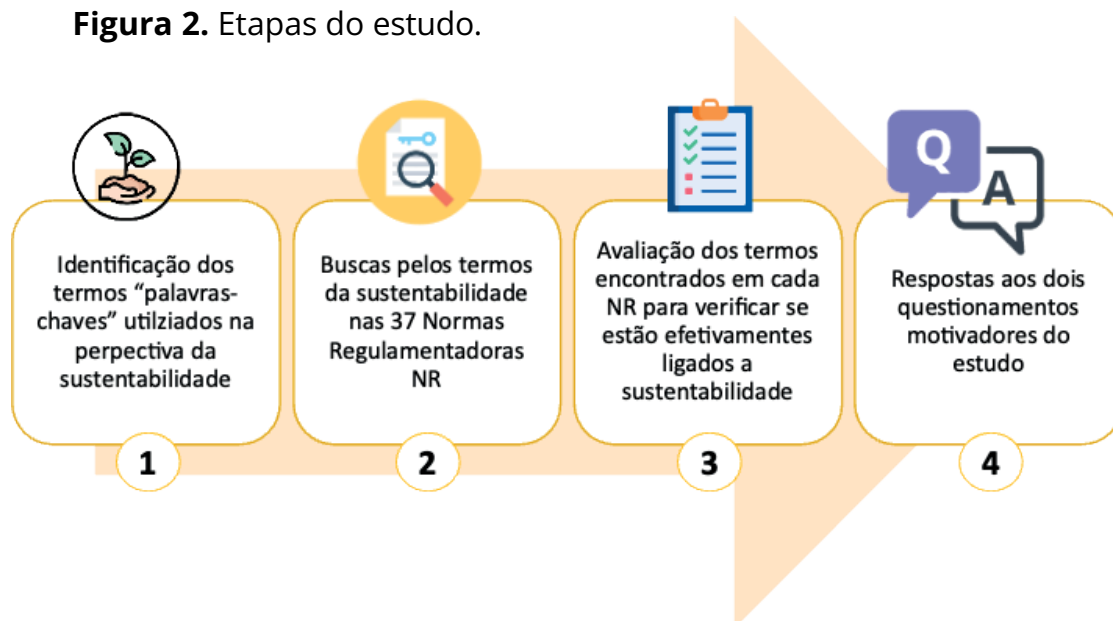 Figura 2. Etapas do estudo.
Q
A
Identificação dos
termos “palavras-
chaves” utilziados na
perpectiva da
sustentabilidade
1
Buscas pelos termos
da sustentabilidade
nas 37 Normas
Regulamentadoras
NR
2
Avaliação dos termos
encontrados em cada
NR para verificar se
estão efetivamentes
ligados a
sustentabilidade
3
Respostas aos dois
questionamentos
motivadores do
estudo
4